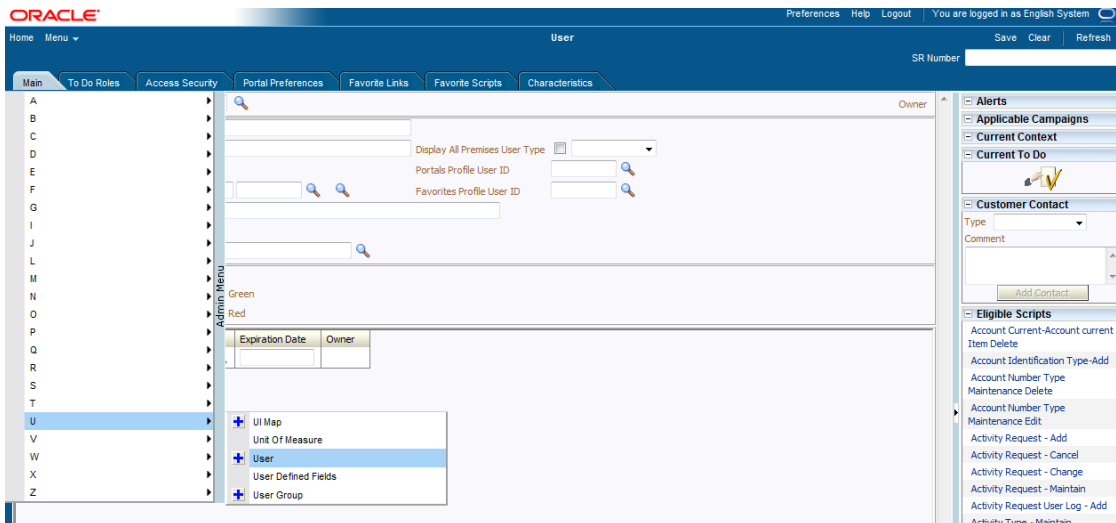 ORACLE
Preferences Help Logout You are logged in as English System
Home Menu User Save Clear Refresh
SR Number
Main To Do Roles Access Security Portal Preferences Favorite Links Favorite Scripts Characteristics
A
B
C
D
E
F
G
I
J
L
M
N
O
P
Q
R
S
T
U
V
W
X
Z
Admin Menu
Owner
Display All Premises User Type
Portals Profile User ID
Favorites Profile User ID
Green
Red
Expiration Date Owner
UI Map
Unit Of Measure
User
User Defined Fields
User Group
Alerts
Applicable Campaigns
Current Context
Current To Do
Customer Contact
Type
Comment
Add Contact
Eligible Scripts
Account Current-Account current
Item Delete
Account Identification Type-Add
Account Number Type
Maintenance Delete
Account Number Type
Maintenance Edit
Activity Request - Add
Activity Request - Cancel
Activity Request - Change
Activity Request - Maintain
Activity Request User Log - Add
Activity Type - Maintain